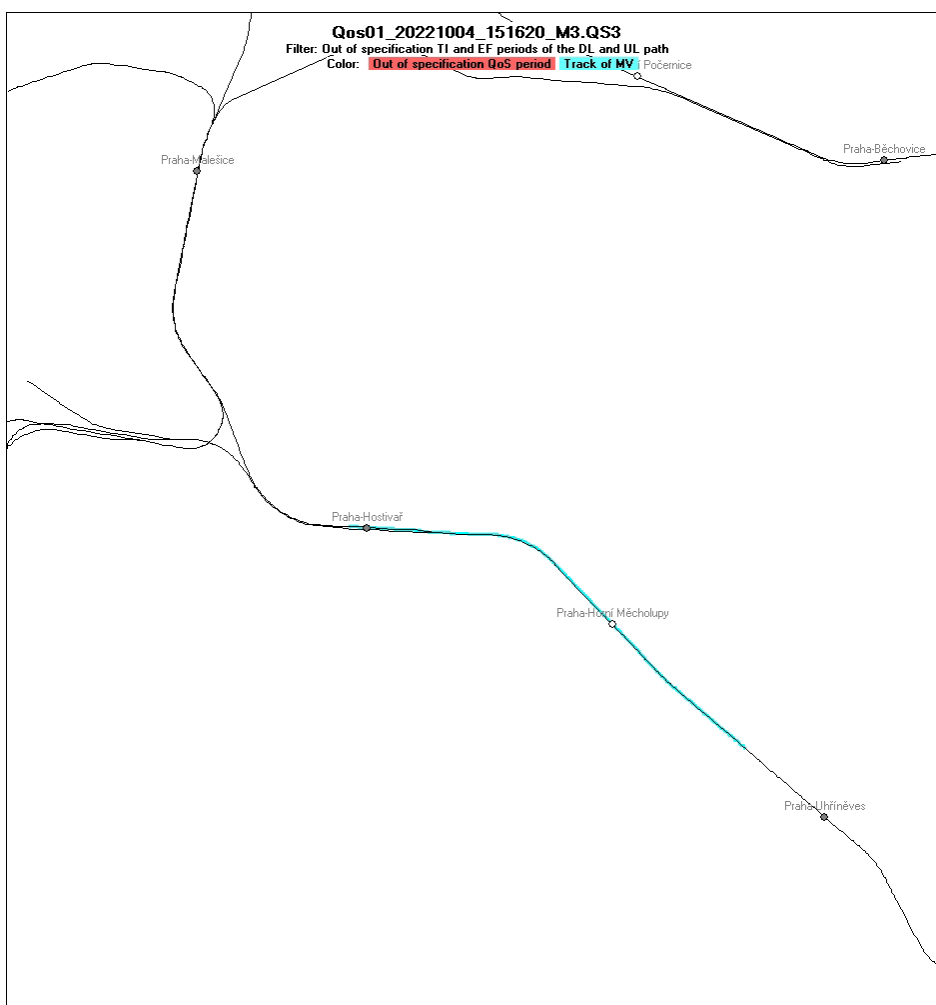 Qos01_20221004_151620_M3.QS3
Filter: Out of specification TI and EF periods of the DL and UL path
Color: Out of specification QoS period Track of MV
Počernice
Praha-Běchovice
Praha-Malešice
Praha-Hostivař
Praha-Horní Měcholupy
Praha-Uhříněves